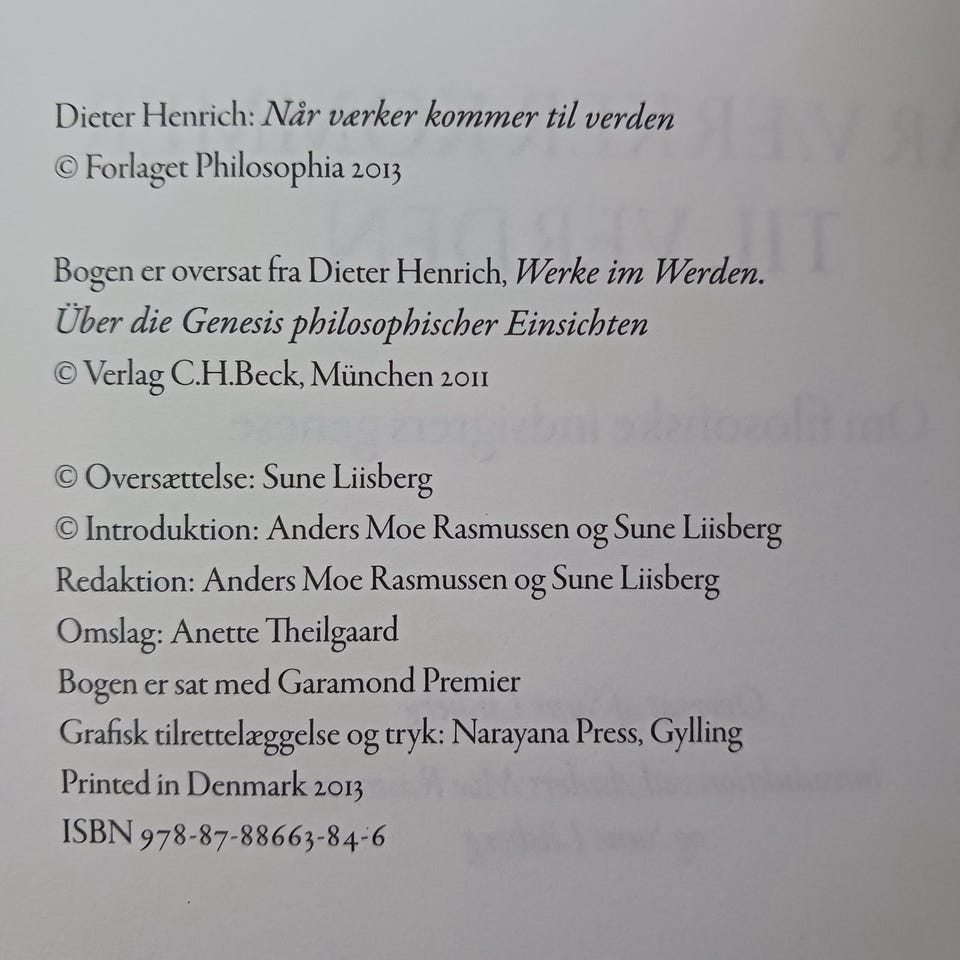 Dieter Henrich: Når værker kommer til verden
© Forlaget Philosophia 2013
Bogen er oversat fra Dieter Henrich, Werke im Werden.
Über die Genesis philosophischer Einsichten
© Verlag C.H.Beck, München 2011
© Oversættelse: Sune Liisberg
© Introduktion: Anders Moe Rasmussen og Sune Liisberg
Redaktion: Anders Moe Rasmussen og Sune Liisberg
Omslag: Anette Theilgaard
Bogen er sat med Garamond Premier
Grafisk tilrettelæggelse og tryk: Narayana Press, Gylling
Printed in Denmark 2013
ISBN 978-87-88663-84-6